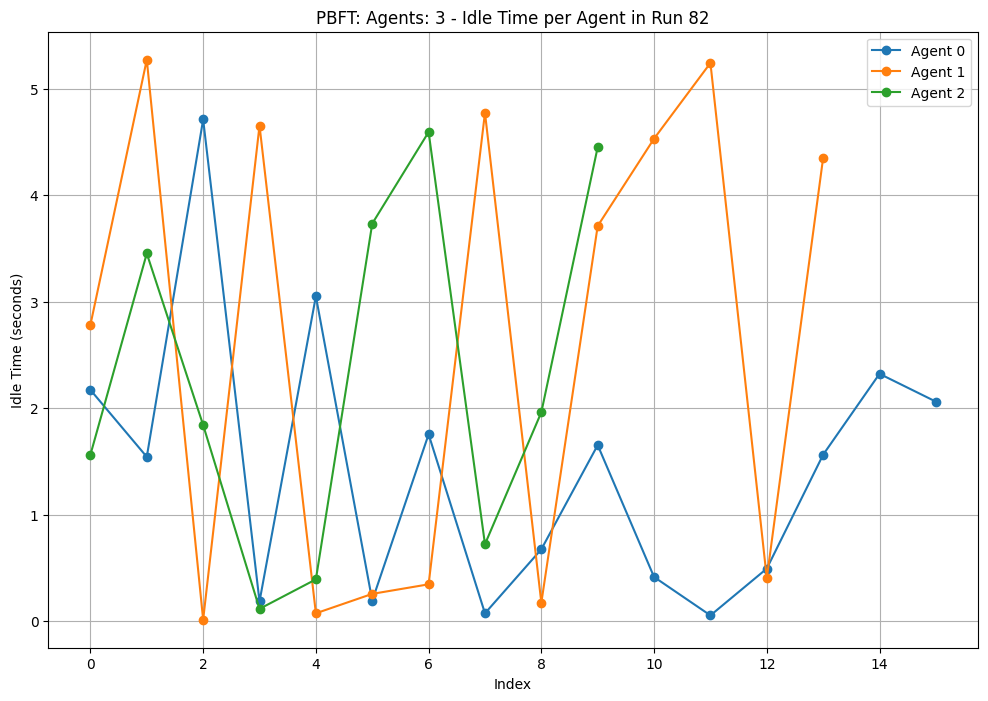 PBFT: Agents: 3 - Idle Time per Agent in Run 82
Agent 0
Agent 1
Agent 2
Idle Time (seconds)
5
4
3
2
1
0
0 2 4 6 8 10 12 14
Index